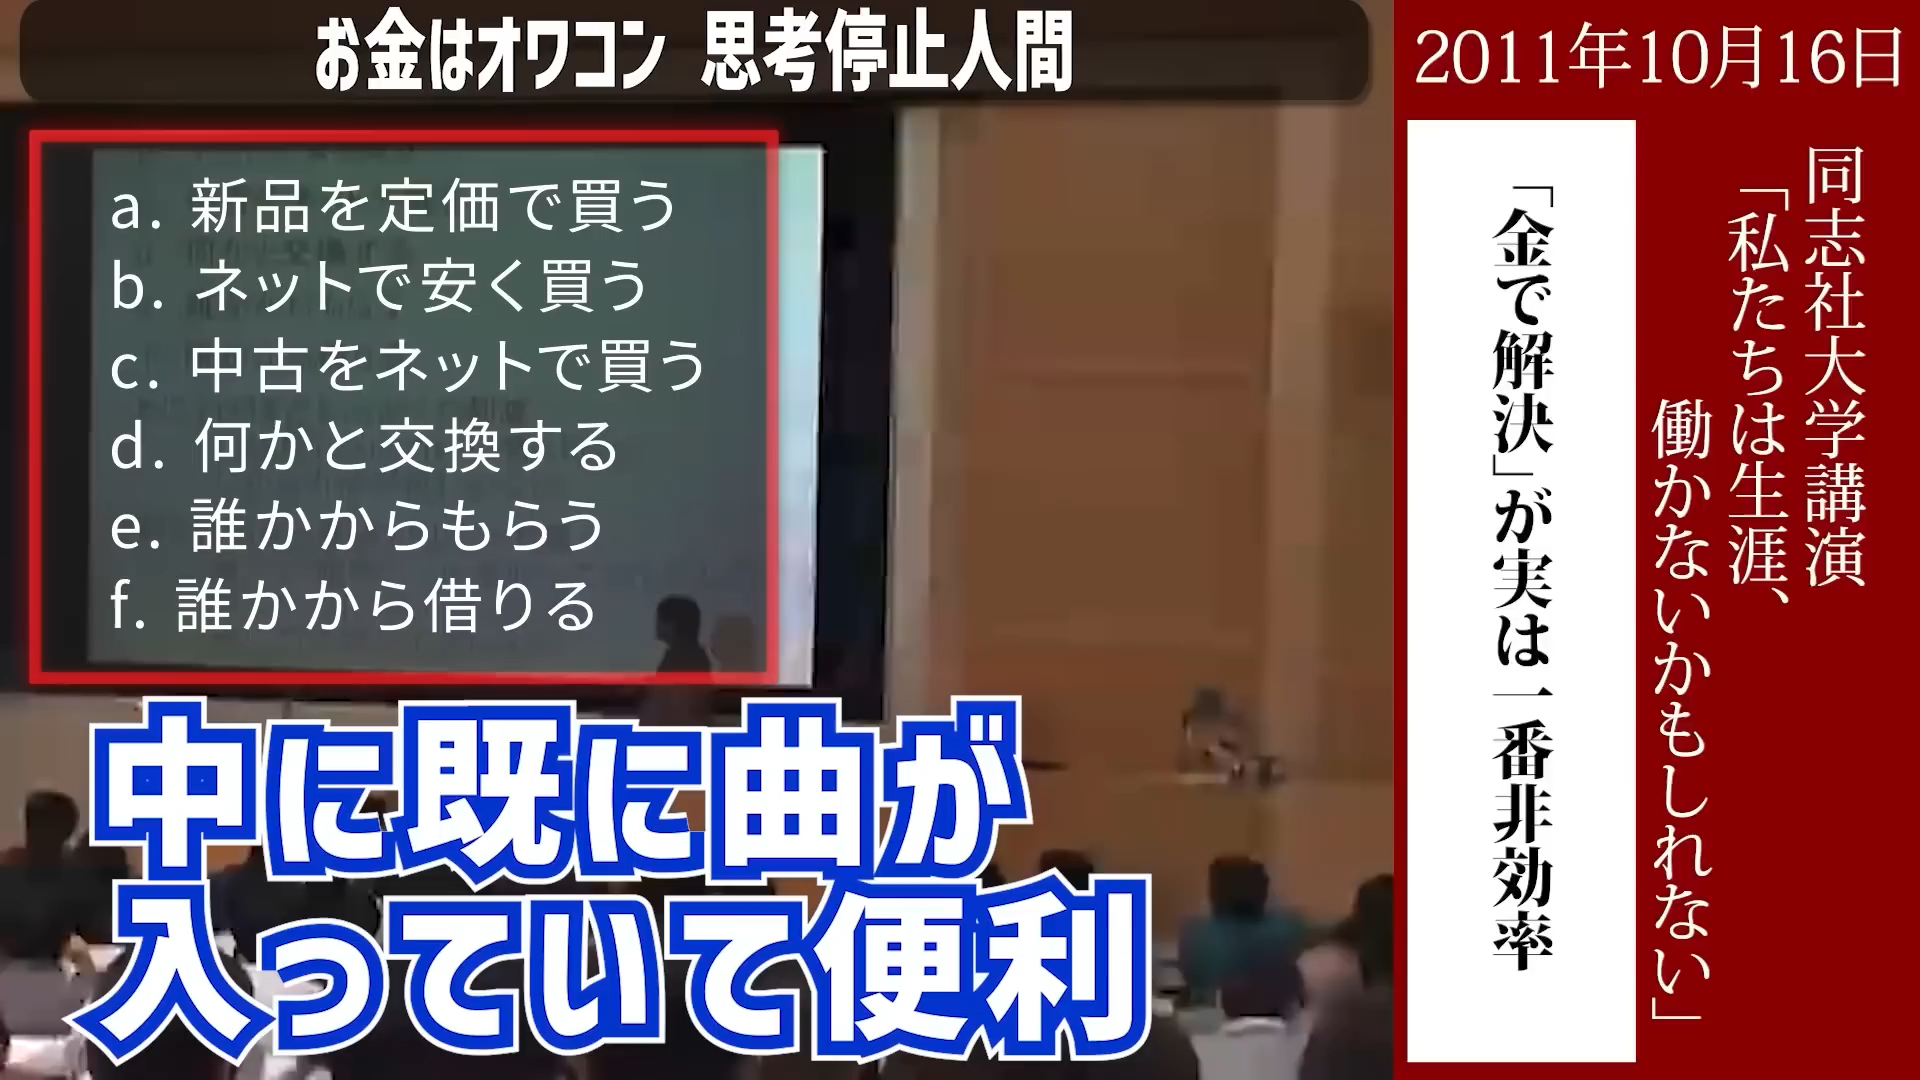 お金はオワコン 思考停止人間
a. 新品を定価で買う
b. ネットで安く買う
c. 中古をネットで買う
d. 何かと交換する
e. 誰かからもらう
f. 誰かから借りる
中に既に曲が
入っていて便利
2011年10月16日
同志社大学講演
「私たちは生涯、
働かないかもしれない」
「金で解決」が実は一番非効率